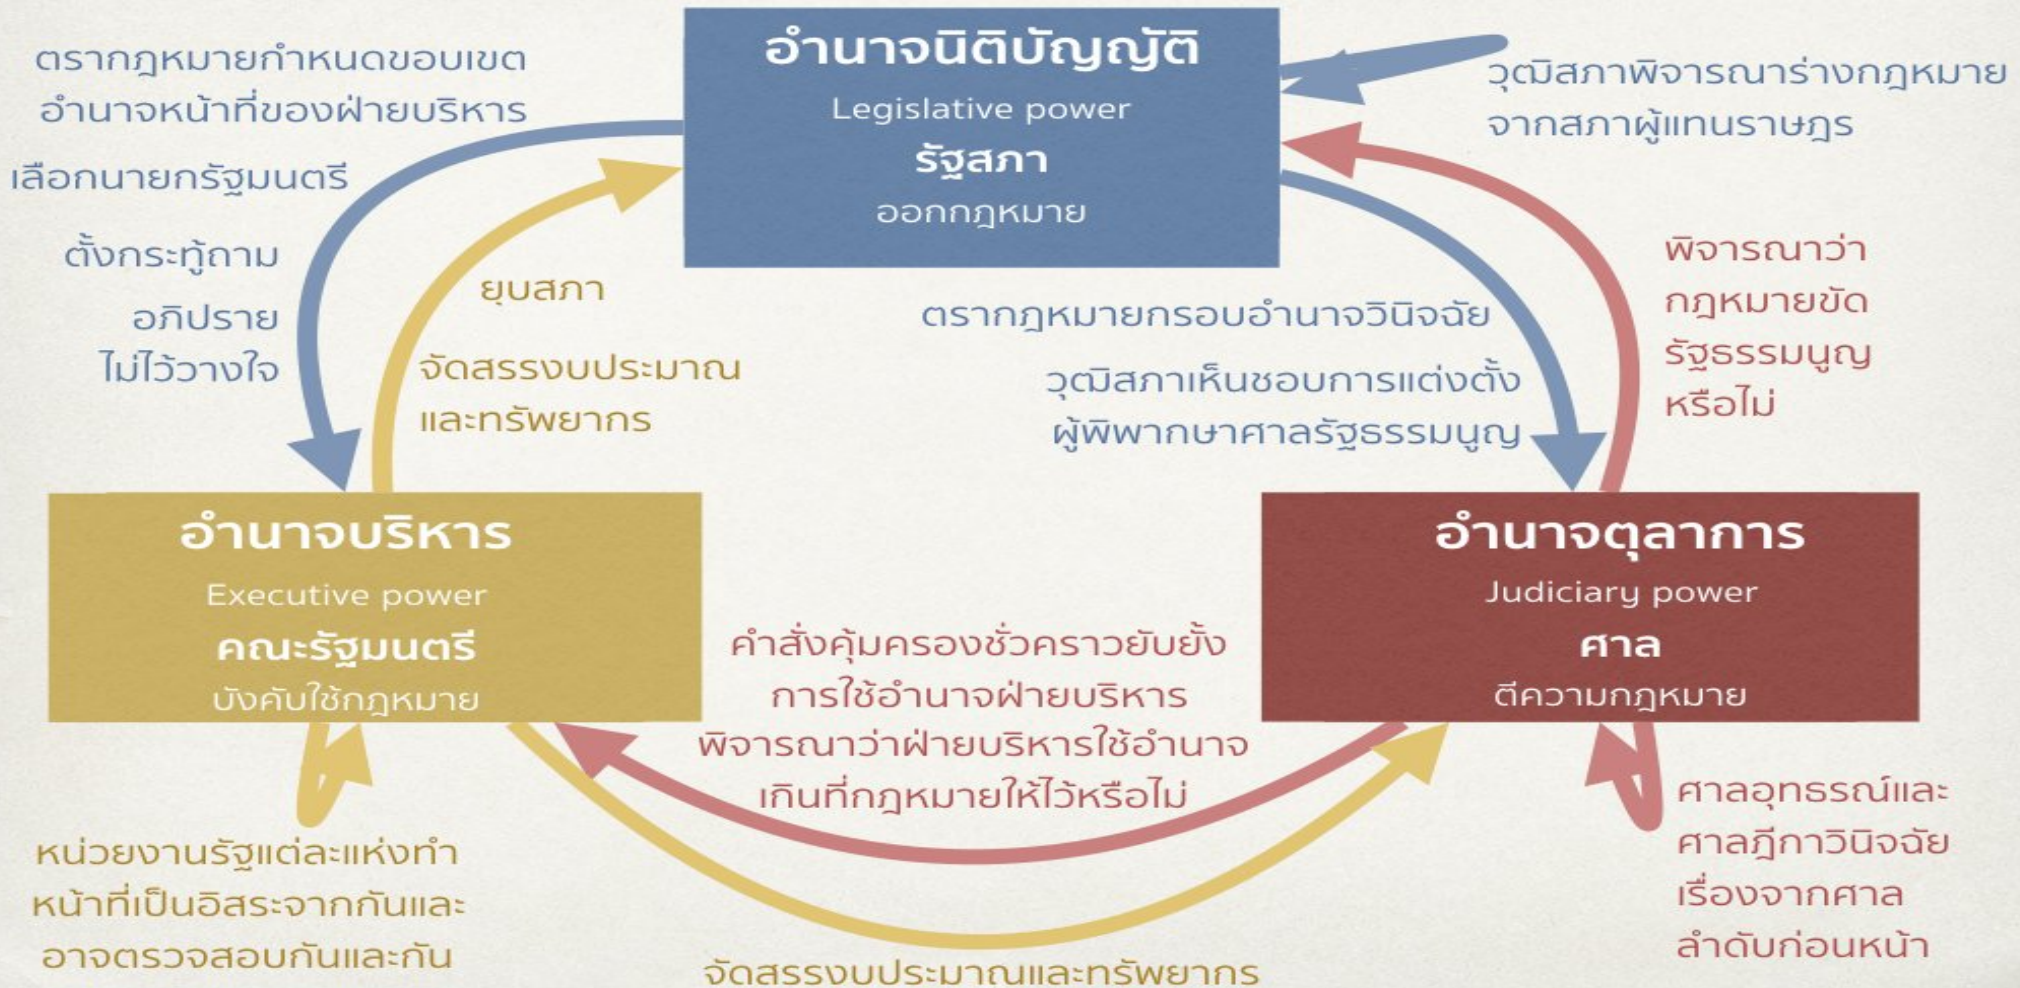 อำนาจนิติบัญญัติ
Legislative power
รัฐสภา
ออกกฎหมาย
ตรากฎหมายกำหนดขอบเขต
อำนาจหน้าที่ของฝ่ายบริหาร
เลือกนายกรัฐมนตรี
ตั้งกระทู้ถาม
อภิปราย
ไม่ไว้วางใจ
ยุบสภา
จัดสรรงบประมาณ
และทรัพยากร
วุฒิสภาพิจารณาร่างกฎหมาย
จากสภาผู้แทนราษฎร
ตรากฎหมายกรอบอำนาจวินิจฉัย
วุฒิสภาเห็นชอบการแต่งตั้ง
ผู้พิพากษาศาลรัฐธรรมนูญ
พิจารณาว่า
กฎหมายขัด
รัฐธรรมนูญ
หรือไม่
อำนาจบริหาร
Executive power
คณะรัฐมนตรี
บังคับใช้กฎหมาย
คำสั่งคุ้มครองชั่วคราวยับยั้ง
การใช้อำนาจฝ่ายบริหาร
พิจารณาว่าฝ่ายบริหารใช้อำนาจ
เกินที่กฎหมายให้ไว้หรือไม่
อำนาจตุลาการ
Judiciary power
ศาล
ตีความกฎหมาย
หน่วยงานรัฐแต่ละแห่งทำ
หน้าที่เป็นอิสระจากกันและ
อาจตรวจสอบกันและกัน
จัดสรรงบประมาณและทรัพยากร
ศาลอุทธรณ์และ
ศาลฎีกาวินิจฉัย
เรื่องจากศาล
ลำดับก่อนหน้า